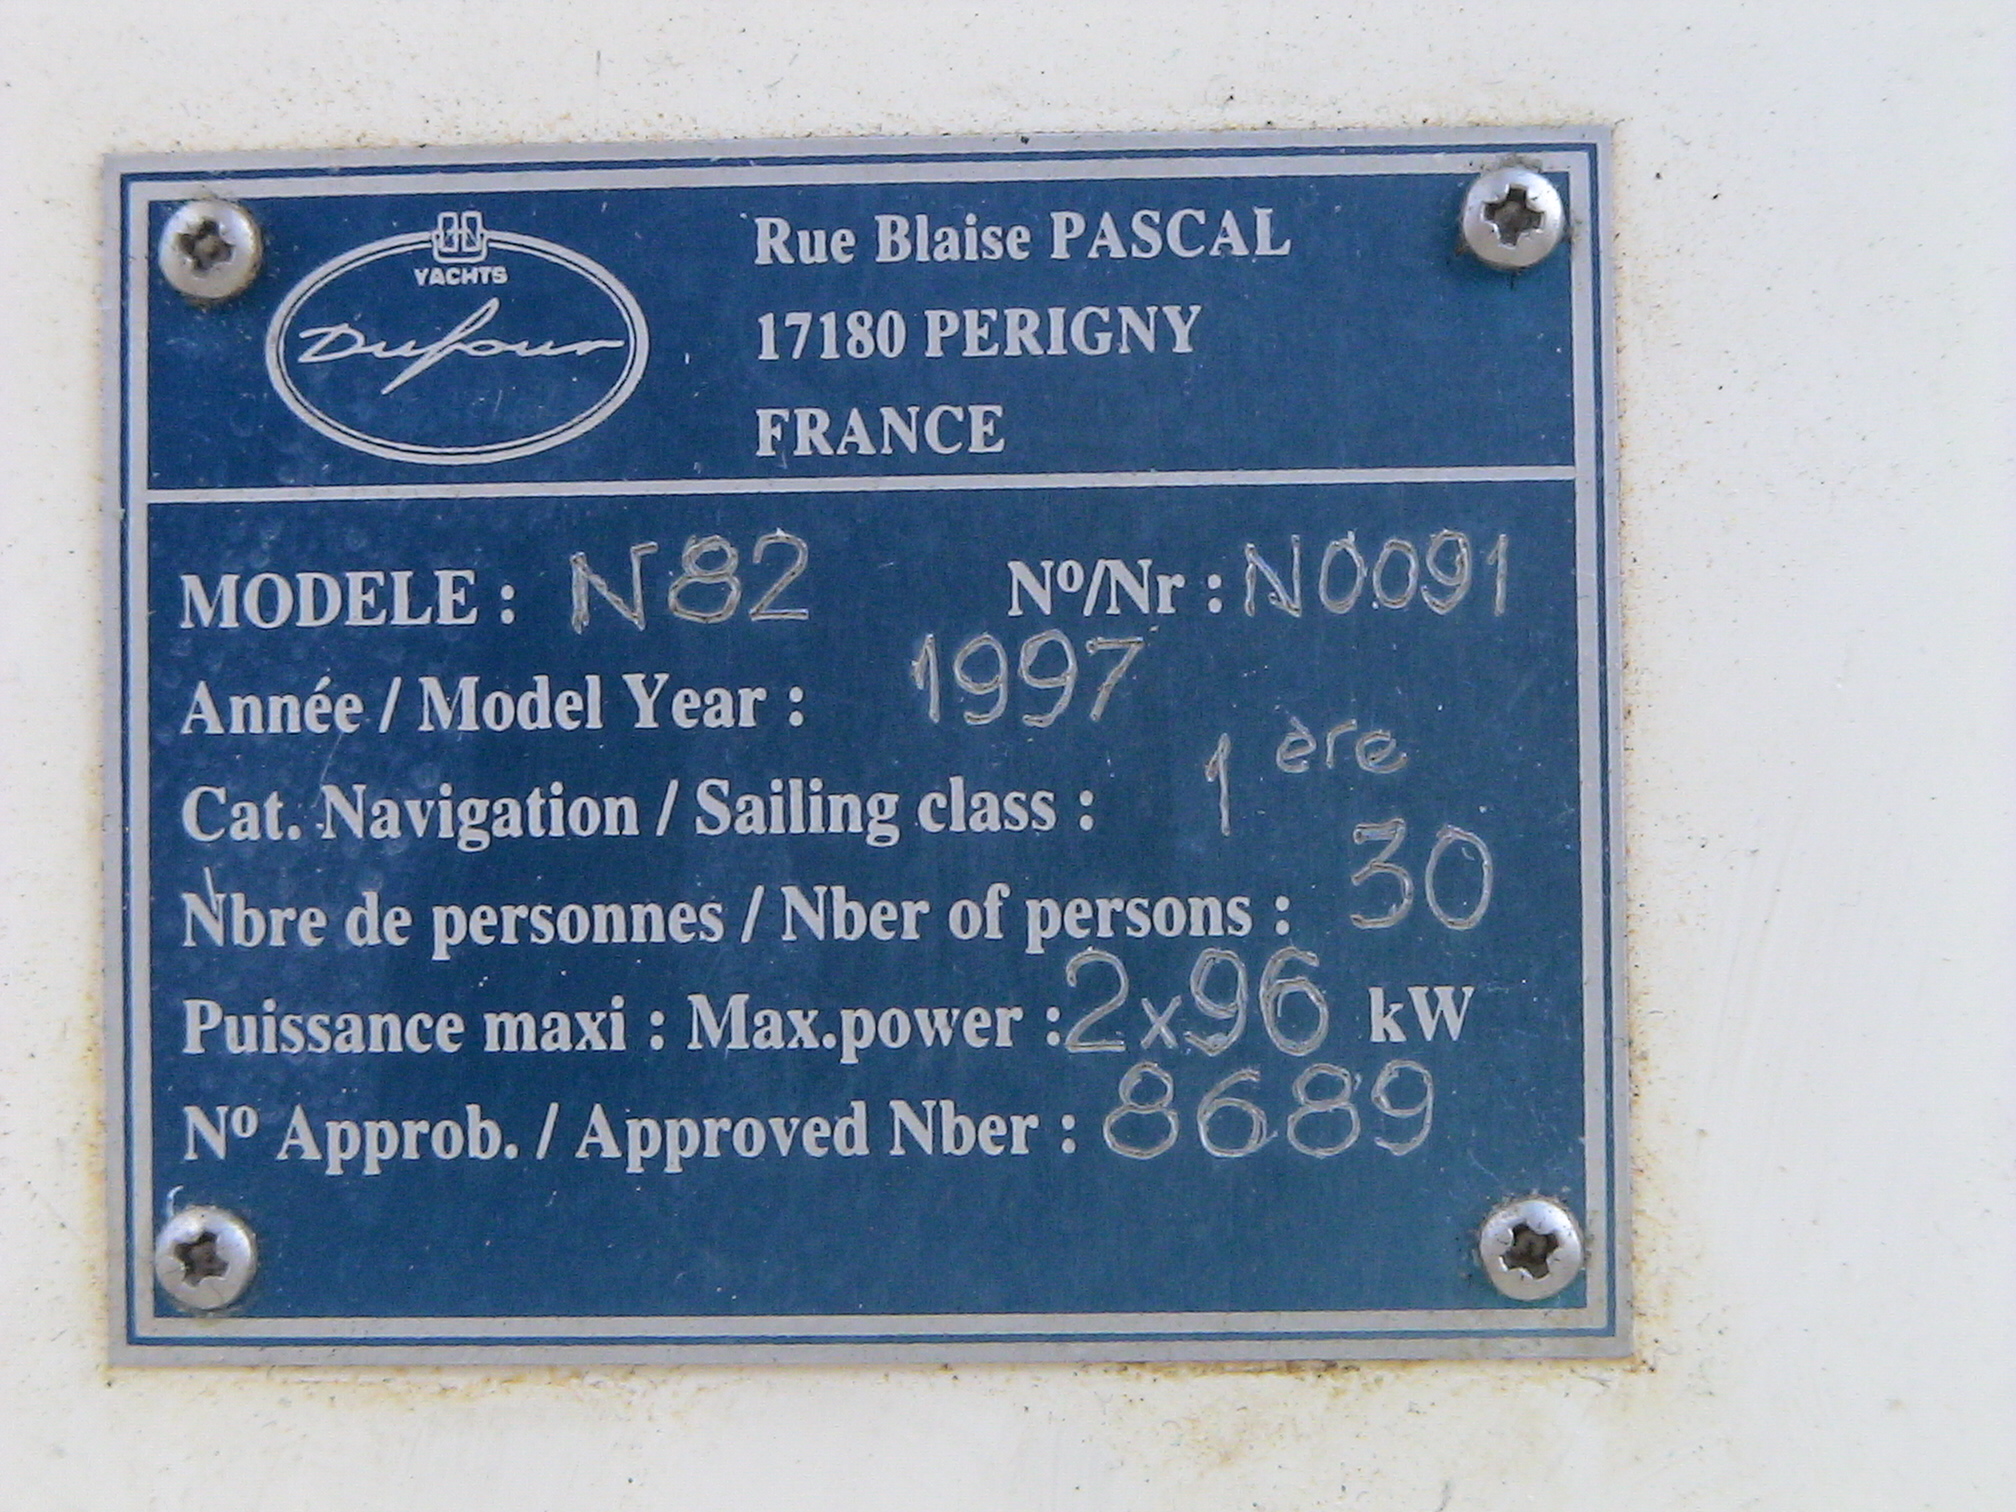 YACHTS
Dufour
Rue Blaise PASCAL
17180 PERIGNY
FRANCE
MODELE : N82 Nº/Nr : N0091
Année / Model Year : 1997
Cat. Navigation / Sailing class : 1 ère
Nbre de personnes / Nber of persons : 30
Puissance maxi : Max.power : 2x96 kW
Nº Approb. / Approved Nber : 8689